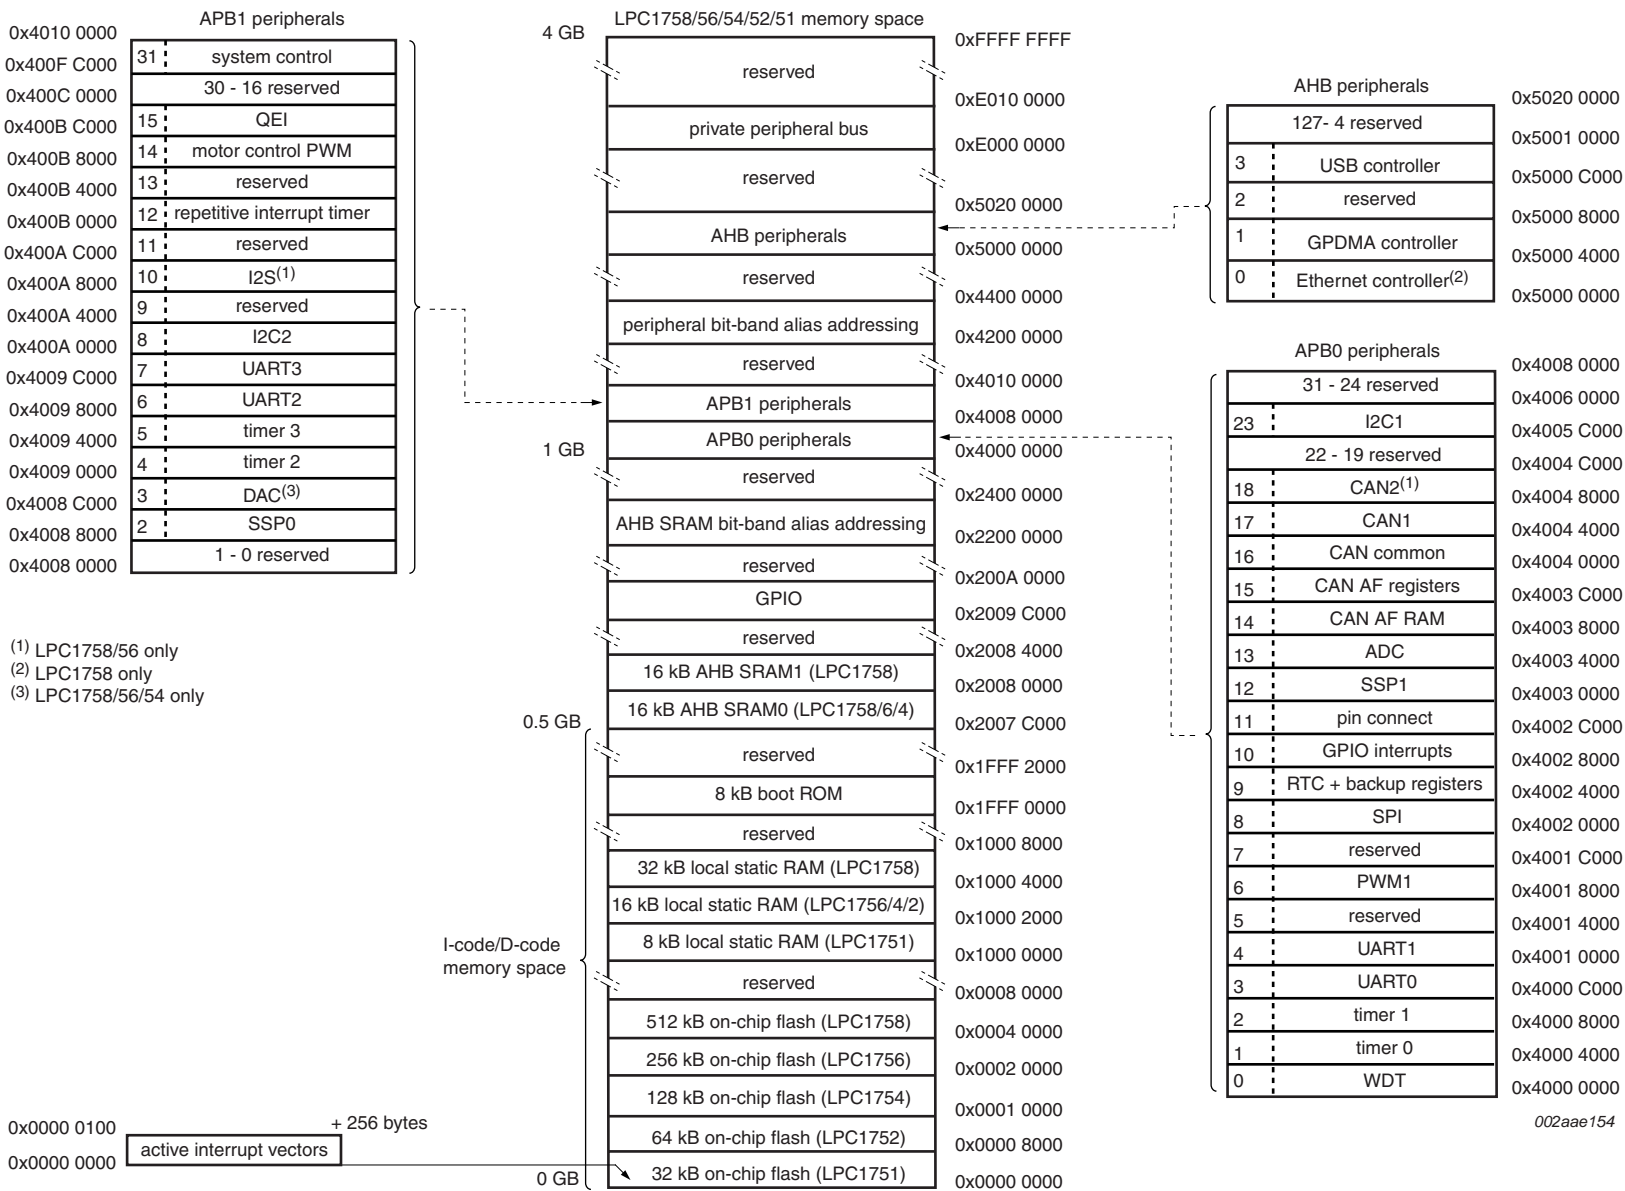 APB1 peripherals
0x4010 0000
31 system control
0x400F C000
30 - 16 reserved
0x400C 0000
15 QEI
0x400B C000
14 motor control PWM
0x400B 8000
13 reserved
0x400B 4000
12 repetitive interrupt timer
0x400B 0000
11 reserved
0x400A C000
10 I2S(1)
0x400A 8000
9 reserved
0x400A 4000
8 I2C2
0x400A 0000
7 UART3
0x4009 C000
6 UART2
0x4009 8000
5 timer 3
0x4009 4000
4 timer 2
0x4009 0000
3 DAC(3)
0x4008 C000
2 SSP0
0x4008 8000
1 - 0 reserved
0x4008 0000
(1) LPC1758/56 only
(2) LPC1758 only
(3) LPC1758/56/54 only
0x0000 0100
+ 256 bytes
active interrupt vectors
0x0000 0000
LPC1758/56/54/52/51 memory space
4 GB
0xFFFF FFFF
reserved
0xE010 0000
private peripheral bus
0xE000 0000
reserved
0x5020 0000
AHB peripherals
0x5000 0000
reserved
0x4400 0000
peripheral bit-band alias addressing
0x4200 0000
reserved
0x4010 0000
APB1 peripherals
0x4008 0000
APB0 peripherals
1 GB
0x4000 0000
reserved
0x2400 0000
AHB SRAM bit-band alias addressing
0x2200 0000
reserved
0x200A 0000
GPIO
0x2009 C000
reserved
0x2008 4000
16 kB AHB SRAM1 (LPC1758)
0x2008 0000
16 kB AHB SRAM0 (LPC1758/6/4)
0.5 GB
0x2007 C000
reserved
0x1FFF 2000
8 kB boot ROM
0x1FFF 0000
reserved
0x1000 8000
32 kB local static RAM (LPC1758)
0x1000 4000
16 kB local static RAM (LPC1756/4/2)
0x1000 2000
8 kB local static RAM (LPC1751)
0x1000 0000
I-code/D-code
memory space
reserved
0x0008 0000
512 kB on-chip flash (LPC1758)
0x0004 0000
256 kB on-chip flash (LPC1756)
0x0002 0000
128 kB on-chip flash (LPC1754)
0x0001 0000
64 kB on-chip flash (LPC1752)
0x0000 8000
32 kB on-chip flash (LPC1751)
0 GB
0x0000 0000
AHB peripherals
0x5020 0000
127- 4 reserved
0x5001 0000
3 USB controller
0x5000 C000
2 reserved
0x5000 8000
1 GPDMA controller
0x5000 4000
0 Ethernet controller(2)
0x5000 0000
APB0 peripherals
0x4008 0000
31 - 24 reserved
0x4006 0000
23 I2C1
0x4005 C000
22 - 19 reserved
0x4004 C000
18 CAN2(1)
0x4004 8000
17 CAN1
0x4004 4000
16 CAN common
0x4004 0000
15 CAN AF registers
0x4003 C000
14 CAN AF RAM
0x4003 8000
13 ADC
0x4003 4000
12 SSP1
0x4003 0000
11 pin connect
0x4002 C000
10 GPIO interrupts
0x4002 8000
9 RTC + backup registers
0x4002 4000
8 SPI
0x4002 0000
7 reserved
0x4001 C000
6 PWM1
0x4001 8000
5 reserved
0x4001 4000
4 UART1
0x4001 0000
3 UART0
0x4000 C000
2 timer 1
0x4000 8000
1 timer 0
0x4000 4000
0 WDT
0x4000 0000
002aae154